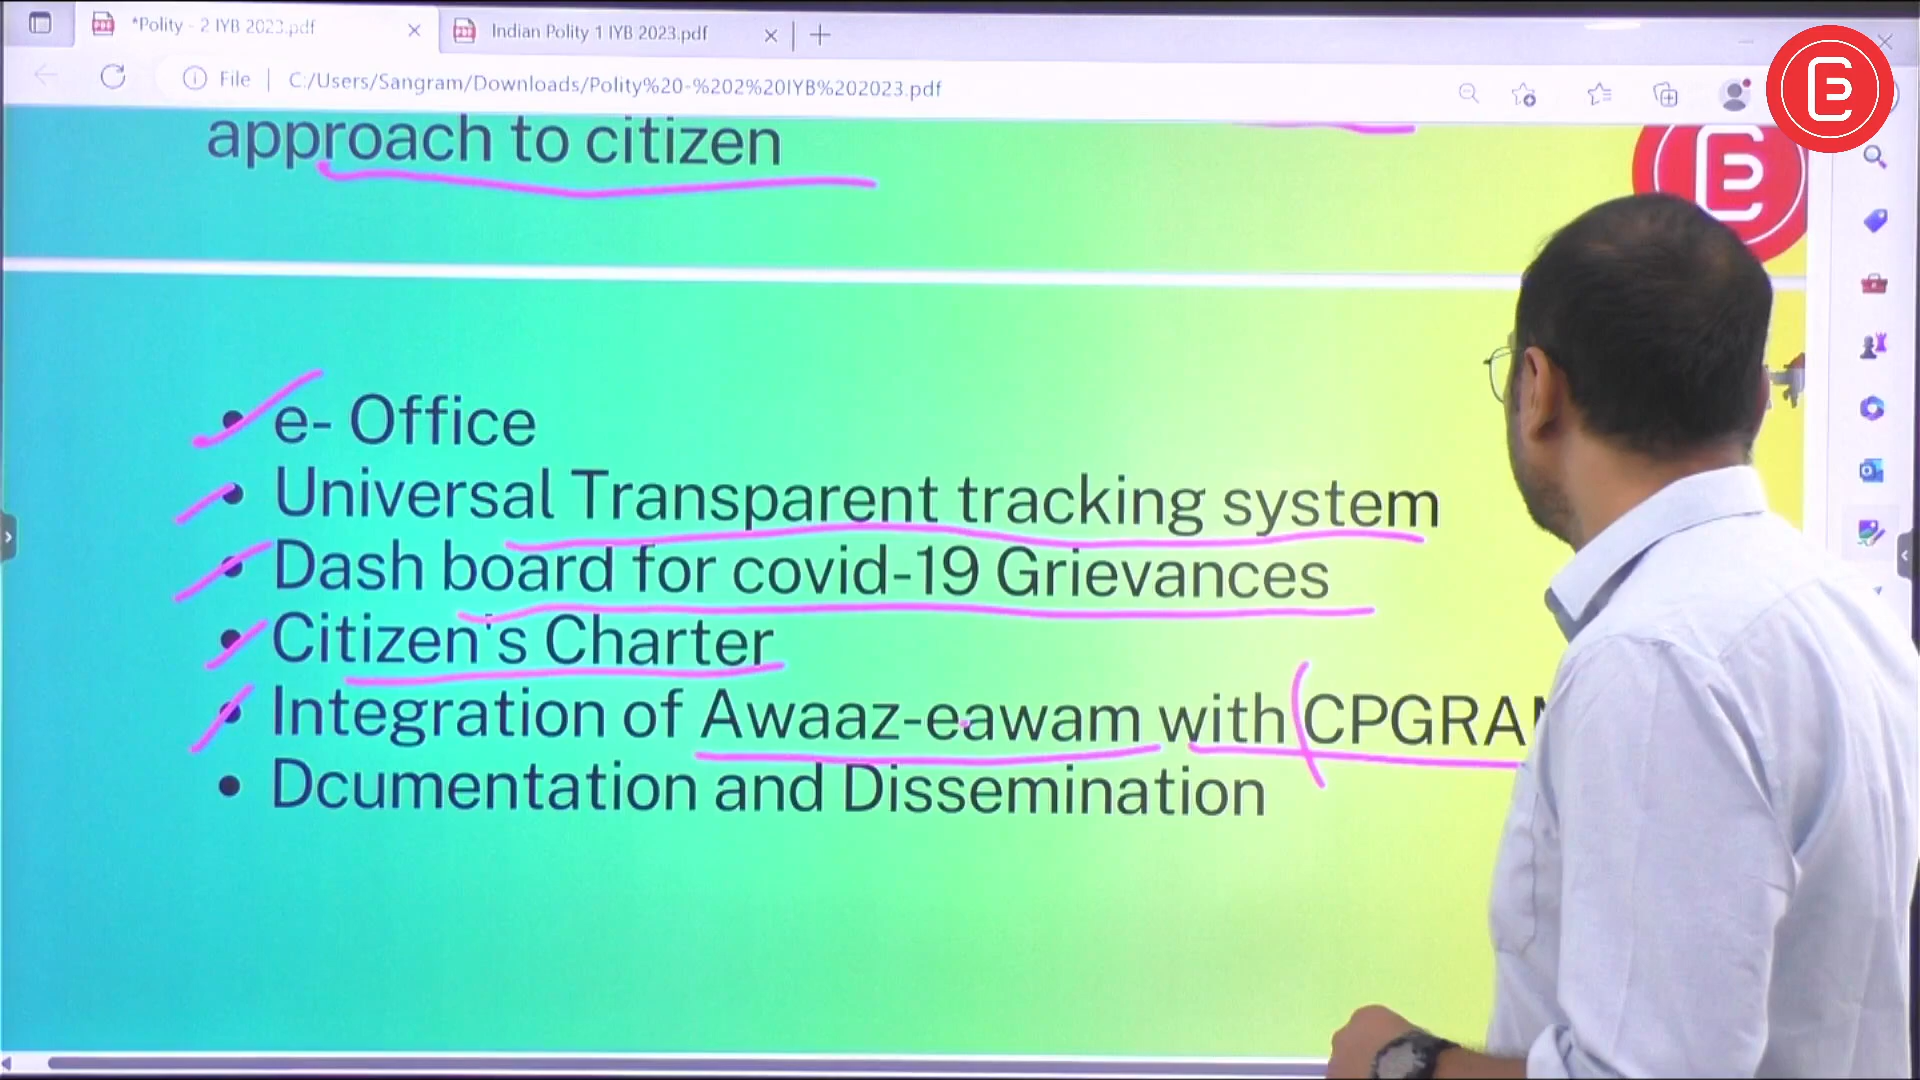 *Polity - 2 IYB 2023.pdf
Indian Polity 1 IYB 2023.pdf
File
C:/Users/Sangram/Downloads/Polity%20-%202%20IYB%202023.pdf
approach to citizen
e- Office
Universal Transparent tracking system
Dash board for covid-19 Grievances
Citizen's Charter
Integration of Awaaz-eawam with CPGRA
Dcumentation and Dissemination